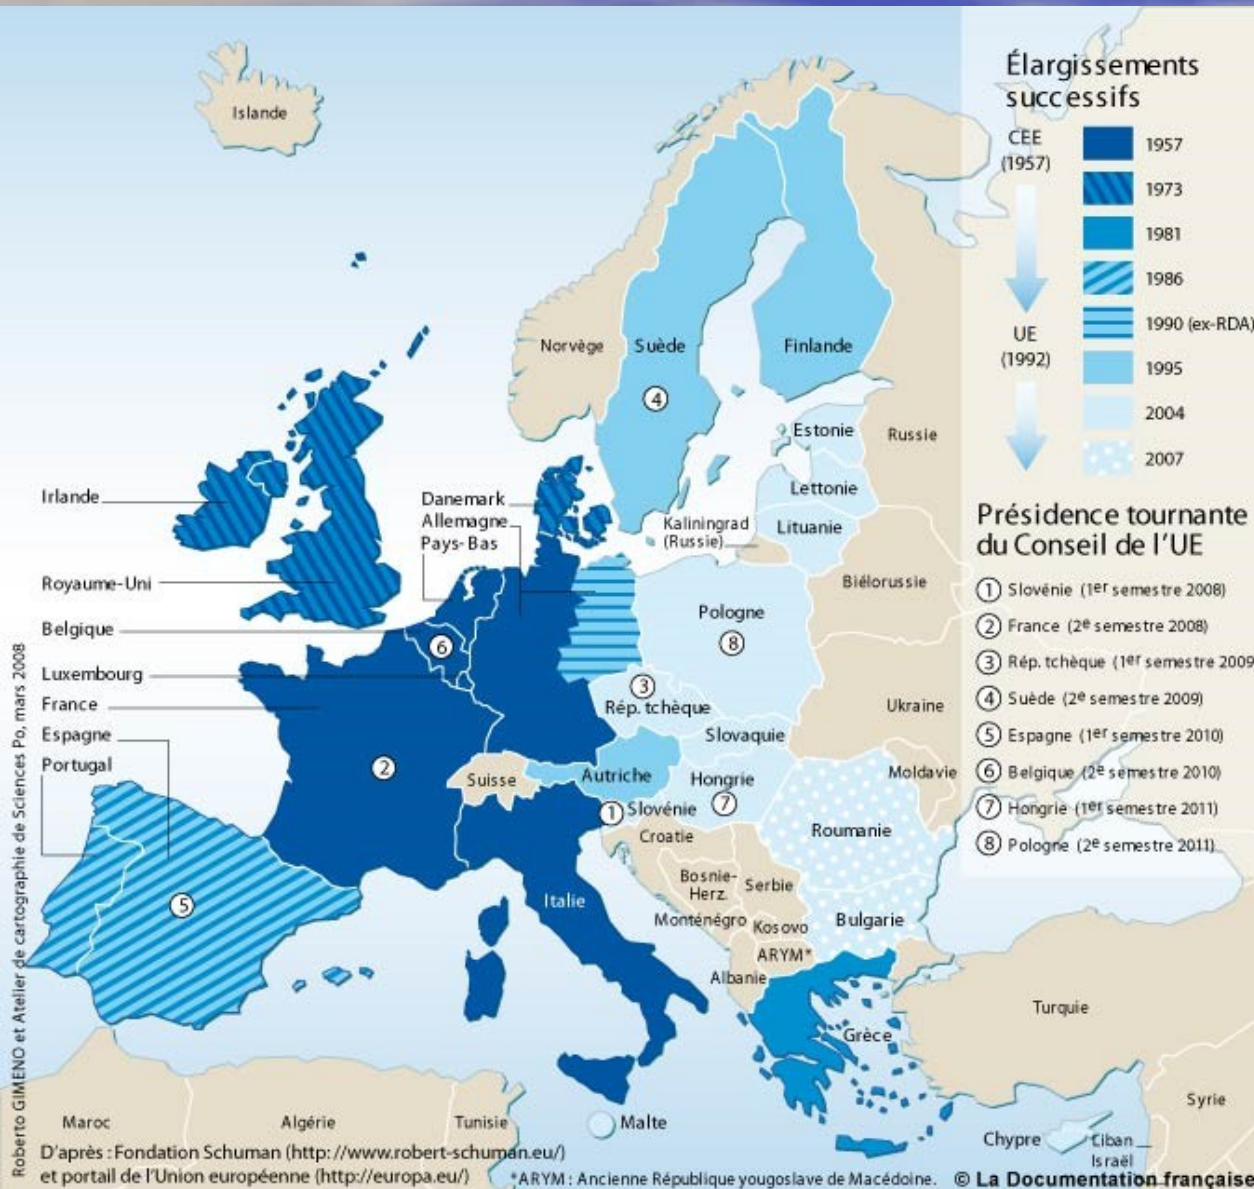 Élargissements
successifs
CEE
(1957)
UE
(1992)
1957
1973
1981
1986
1990 (ex-RDA)
1995
2004
2007
Présidence tournante
du Conseil de l'UE
1 Slovénie (1er semestre 2008)
2 France (2e semestre 2008)
3 Rép. tchèque (1er semestre 2009
4 Suède (2e semestre 2009)
5 Espagne (1er semestre 2010)
6 Belgique (2e semestre 2010)
7 Hongrie (1er semestre 2011)
8 Pologne (2e semestre 2011)
Islande
Norvège
Suède
4
Finlande
Estonie
Russie
Lettonie
Lituanie
Kaliningrad
(Russie)
Biélorussie
Irlande
Royaume-Uni
Belgique
Luxembourg
France
Espagne
Portugal
Danemark
Allemagne
Pays-Bas
6
Pologne
8
3
Rép. tchèque
Slovaquie
Ukraine
2
Suisse
Autriche
Hongrie
7
Moldavie
1 Slovénie
Croatie
Roumanie
Bosnie-
Herz.
Serbie
Italie
5
Monténégro
Kosovo
Bulgarie
ARYM*
Albanie
Grèce
Turquie
Maroc
Algérie
Tunisie
Malte
Chypre
Liban
Israël
Syrie
D'après : Fondation Schuman (http://www.robert-schuman.eu/)
et portail de l'Union européenne (http://europa.eu/)
*ARYM : Ancienne République yougoslave de Macédoine.
© La Documentation française
Roberto GIMENO et Atelier de cartographie de Sciences Po, mars 2008